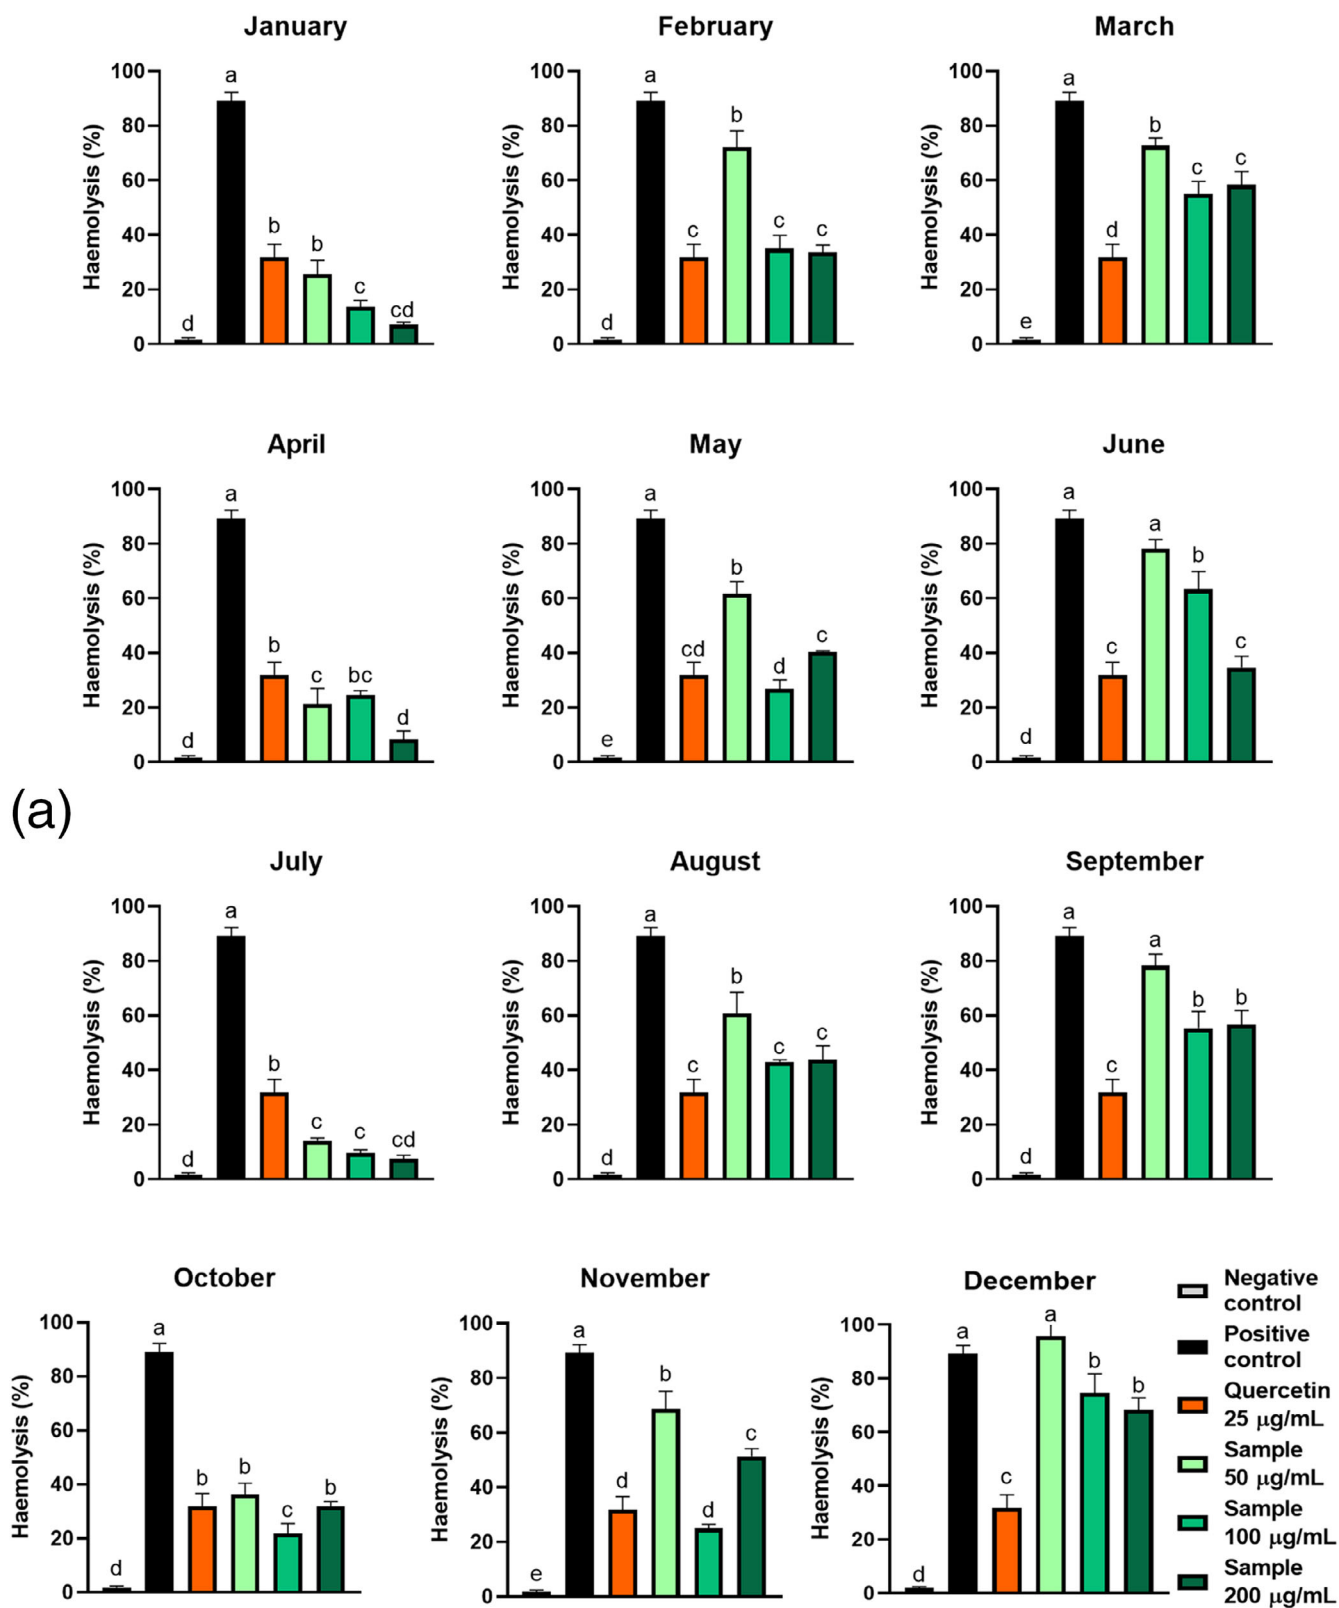 January
February
March
Haemolysis (%)
100
80
60
40
20
0
d
a
b
b
c
cd
Haemolysis (%)
100
80
60
40
20
0
d
a
c
b
c
c
Haemolysis (%)
100
80
60
40
20
0
e
a
d
b
c
c
April
May
June
Haemolysis (%)
100
80
60
40
20
0
d
a
b
c
bc
d
Haemolysis (%)
100
80
60
40
20
0
e
a
cd
b
d
c
Haemolysis (%)
100
80
60
40
20
0
d
a
c
a
b
c
(a)
July
August
September
Haemolysis (%)
100
80
60
40
20
0
d
a
b
c
c
cd
Haemolysis (%)
100
80
60
40
20
0
d
a
c
b
c
c
Haemolysis (%)
100
80
60
40
20
0
d
a
c
a
b
b
October
November
December
Haemolysis (%)
100
80
60
40
20
0
d
a
b
b
c
b
Haemolysis (%)
100
80
60
40
20
0
e
a
d
b
d
c
Haemolysis (%)
100
80
60
40
20
0
d
a
c
a
b
b
Negative
control
Positive
control
Quercetin
25 μg/mL
Sample
50 μg/mL
Sample
100 μg/mL
Sample
200 μg/mL